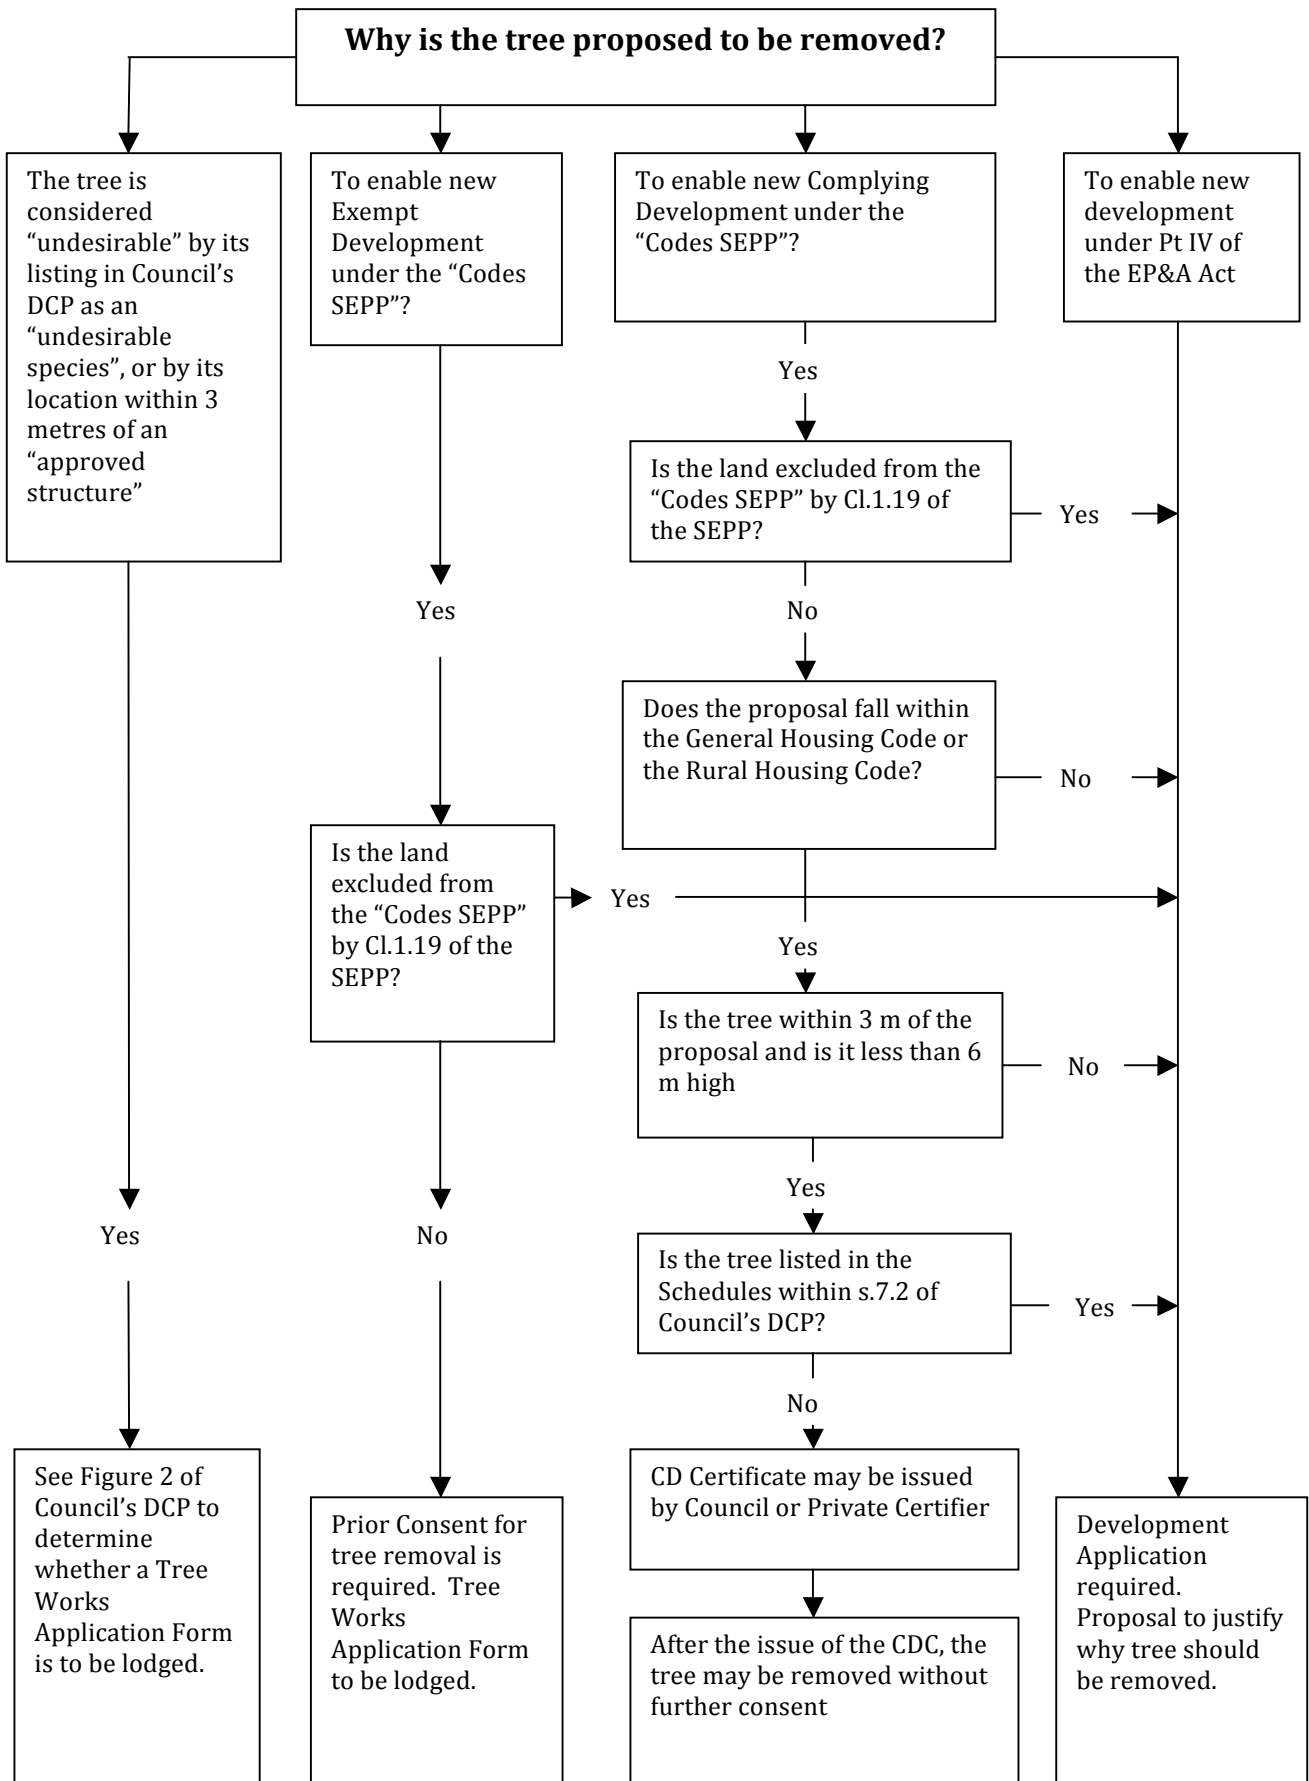 Why is the tree proposed to be removed?
The tree is
considered
“undesirable” by its
listing in Council’s
DCP as an
“undesirable
species”, or by its
location within 3
metres of an
“approved
structure”
To enable new
Exempt
Development
under the “Codes
SEPP”?
To enable new Complying
Development under the
“Codes SEPP”?
To enable new
development
under Pt IV of
the EP&A Act
Yes
Is the land excluded from the
“Codes SEPP” by Cl.1.19 of
the SEPP?
Yes
Yes
No
Does the proposal fall within
the General Housing Code or
the Rural Housing Code?
No
Is the land
excluded from
the “Codes SEPP”
by Cl.1.19 of the
SEPP?
Yes
Yes
Is the tree within 3 m of the
proposal and is it less than 6
m high
No
Yes
Yes
No
Is the tree listed in the
Schedules within s.7.2 of
Council’s DCP?
Yes
No
See Figure 2 of
Council’s DCP to
determine
whether a Tree
Works
Application Form
is to be lodged.
Prior Consent for
tree removal is
required. Tree
Works
Application Form
to be lodged.
CD Certificate may be issued
by Council or Private Certifier
After the issue of the CDC, the
tree may be removed without
further consent
Development
Application
required.
Proposal to justify
why tree should
be removed.